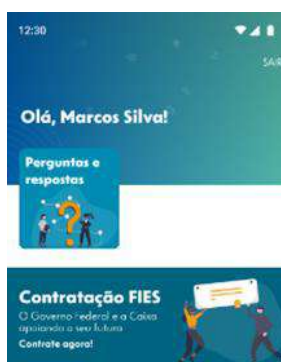 12:30
SAIR
Olá, Marcos Silva!
Perguntas e
respostas
Contratação FIES
O Governo Federal e a Caixa
apoiando o seu futuro
Contrate agora!